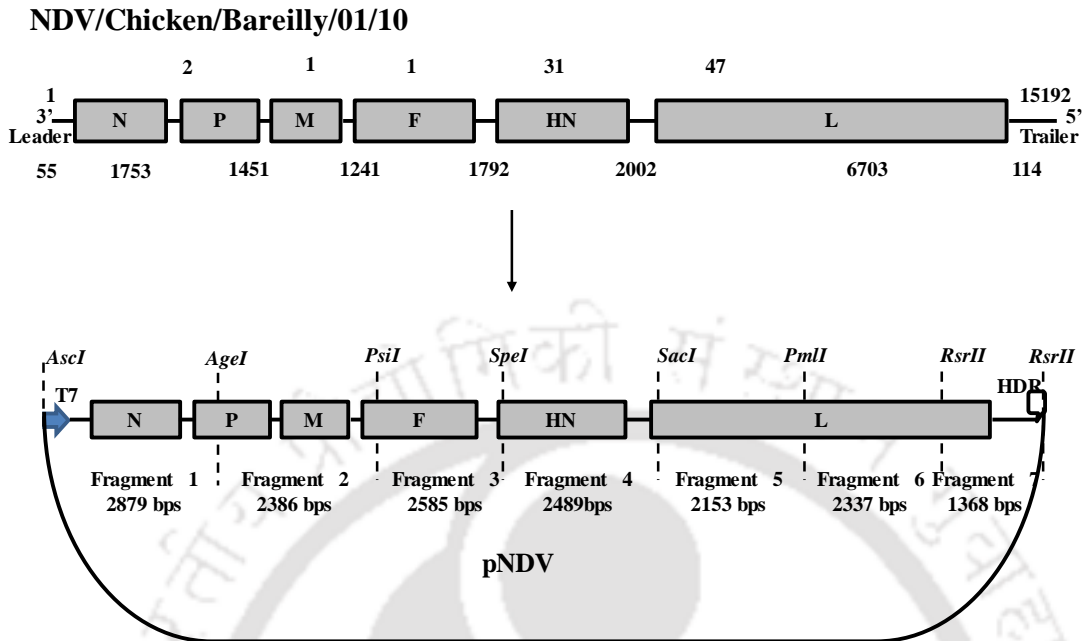 NDV/Chicken/Bareilly/01/10
2 1 1 31 47
1 15192
3’ N P M F HN L 5’
Leader Trailer
55 1753 1451 1241 1792 2002 6703 114
AscI AgeI PsiI SpeI SacI PmlI RsrII RsrII
T7 HDR
N P M F HN L
Fragment 1 Fragment 2 Fragment 3 Fragment 4 Fragment 5 Fragment 6 Fragment 7
2879 bps 2386 bps 2585 bps 2489bps 2153 bps 2337 bps 1368 bps
pNDV